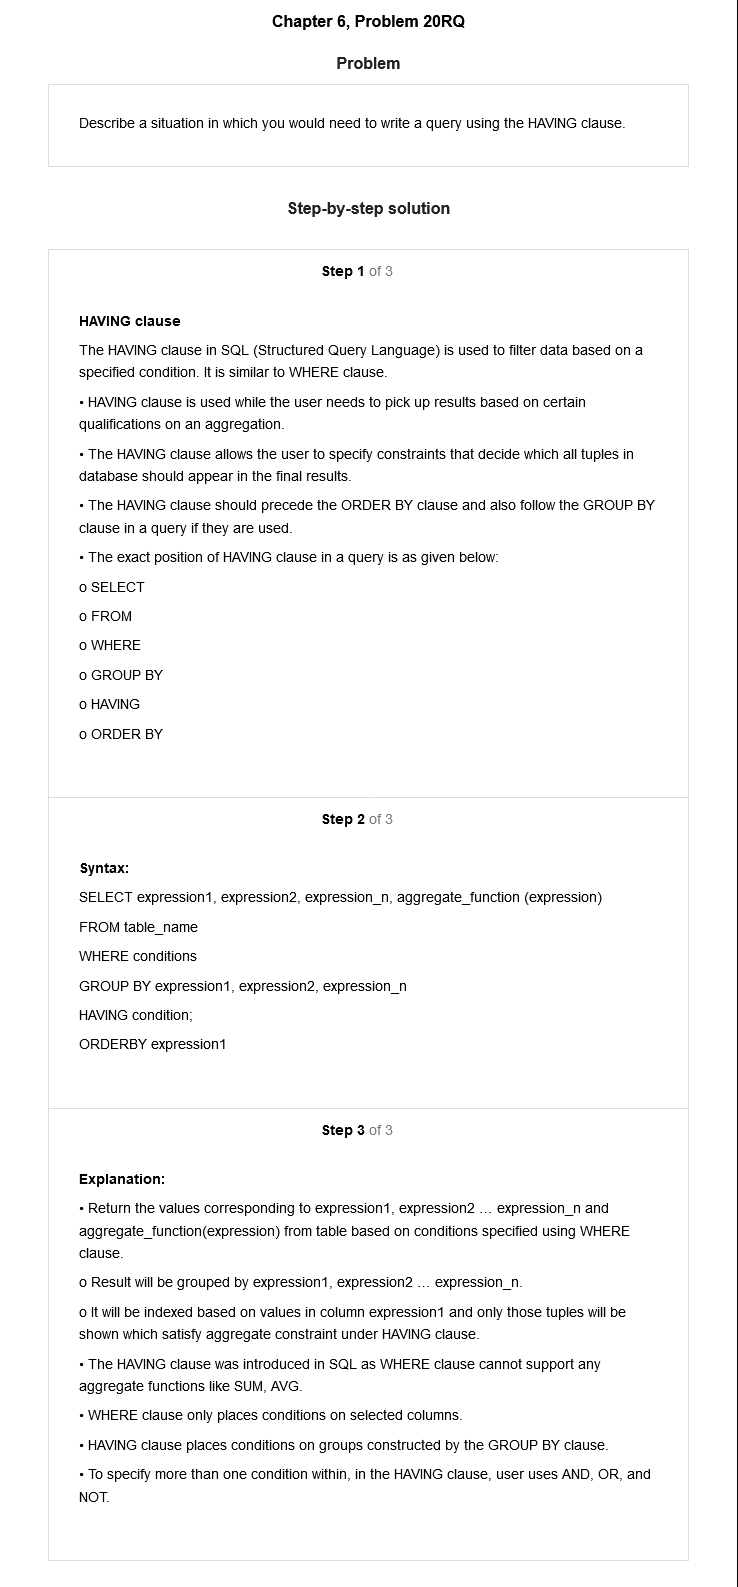 Chapter 6, Problem 20RQ
Problem
Describe a situation in which you would need to write a query using the HAVING clause.
Step-by-step solution
Step 1 of 3
HAVING clause
The HAVING clause in SQL (Structured Query Language) is used to filter data based on a
specified condition. It is similar to WHERE clause.
• HAVING clause is used while the user needs to pick up results based on certain
qualifications on an aggregation.
• The HAVING clause allows the user to specify constraints that decide which all tuples in
database should appear in the final results.
• The HAVING clause should precede the ORDER BY clause and also follow the GROUP BY
clause in a query if they are used.
• The exact position of HAVING clause in a query is as given below:
o SELECT
o FROM
o WHERE
o GROUP BY
o HAVING
o ORDER BY
Step 2 of 3
Syntax:
SELECT expression1, expression2, expression_n, aggregate_function (expression)
FROM table_name
WHERE conditions
GROUP BY expression1, expression2, expression_n
HAVING condition;
ORDERBY expression1
Step 3 of 3
Explanation:
• Return the values corresponding to expression1, expression2 … expression_n and
aggregate_function(expression) from table based on conditions specified using WHERE
clause.
o Result will be grouped by expression1, expression2 … expression_n.
o It will be indexed based on values in column expression1 and only those tuples will be
shown which satisfy aggregate constraint under HAVING clause.
• The HAVING clause was introduced in SQL as WHERE clause cannot support any
aggregate functions like SUM, AVG.
• WHERE clause only places conditions on selected columns.
• HAVING clause places conditions on groups constructed by the GROUP BY clause.
• To specify more than one condition within, in the HAVING clause, user uses AND, OR, and
NOT.